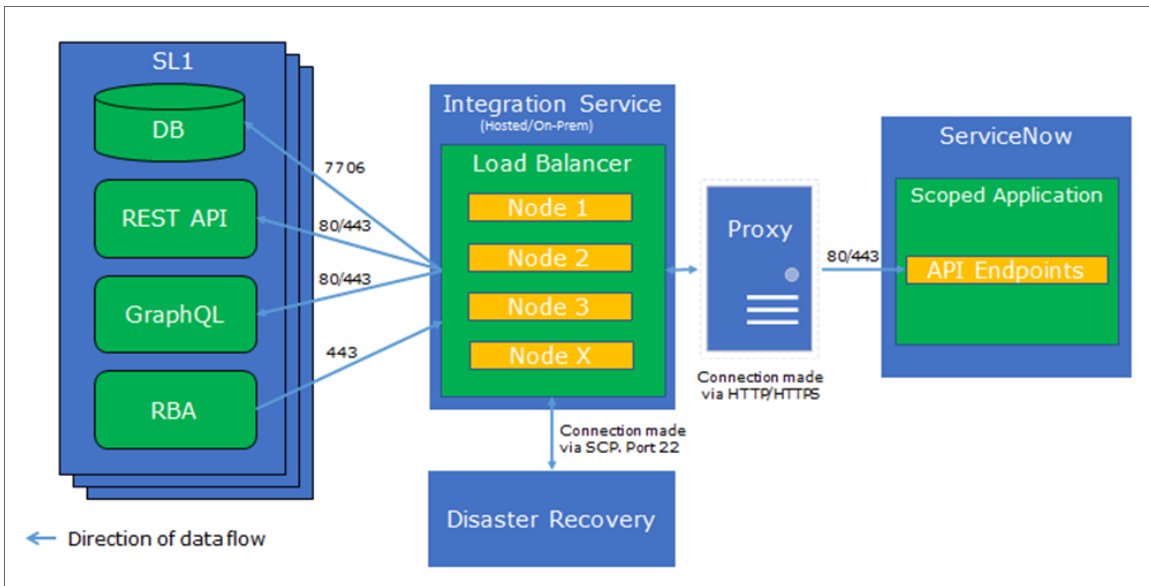 SL1
DB
REST API
GraphQL
RBA
7706
80/443
80/443
443
Integration Service
(Hosted/On-Prem)
Load Balancer
Node 1
Node 2
Node 3
Node X
Connection made
via SCP. Port 22
Disaster Recovery
Proxy
Connection made
via HTTP/HTTPS
80/443
ServiceNow
Scoped Application
API Endpoints
Direction of data flow